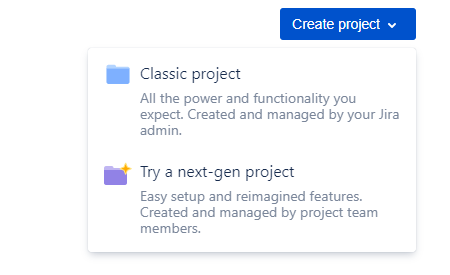 Create project
Classic project
All the power and functionality you
expect. Created and managed by your Jira
admin.
Try a next-gen project
Easy setup and reimagined features.
Created and managed by project team
members.